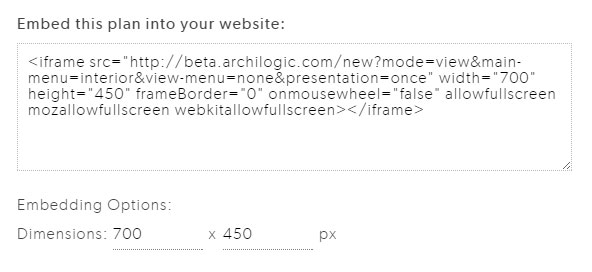 Embed this plan into your website:
<iframe src="http://beta.archilogic.com/new?mode=view&main-
menu=interior&view-menu=none&presentation=once" width="700"
height="450" frameBorder="0" onmousewheel="false" allowfullscreen
mozallowfullscreen webkitallowfullscreen></iframe>
Embedding Options:
Dimensions: 700 x 450 px